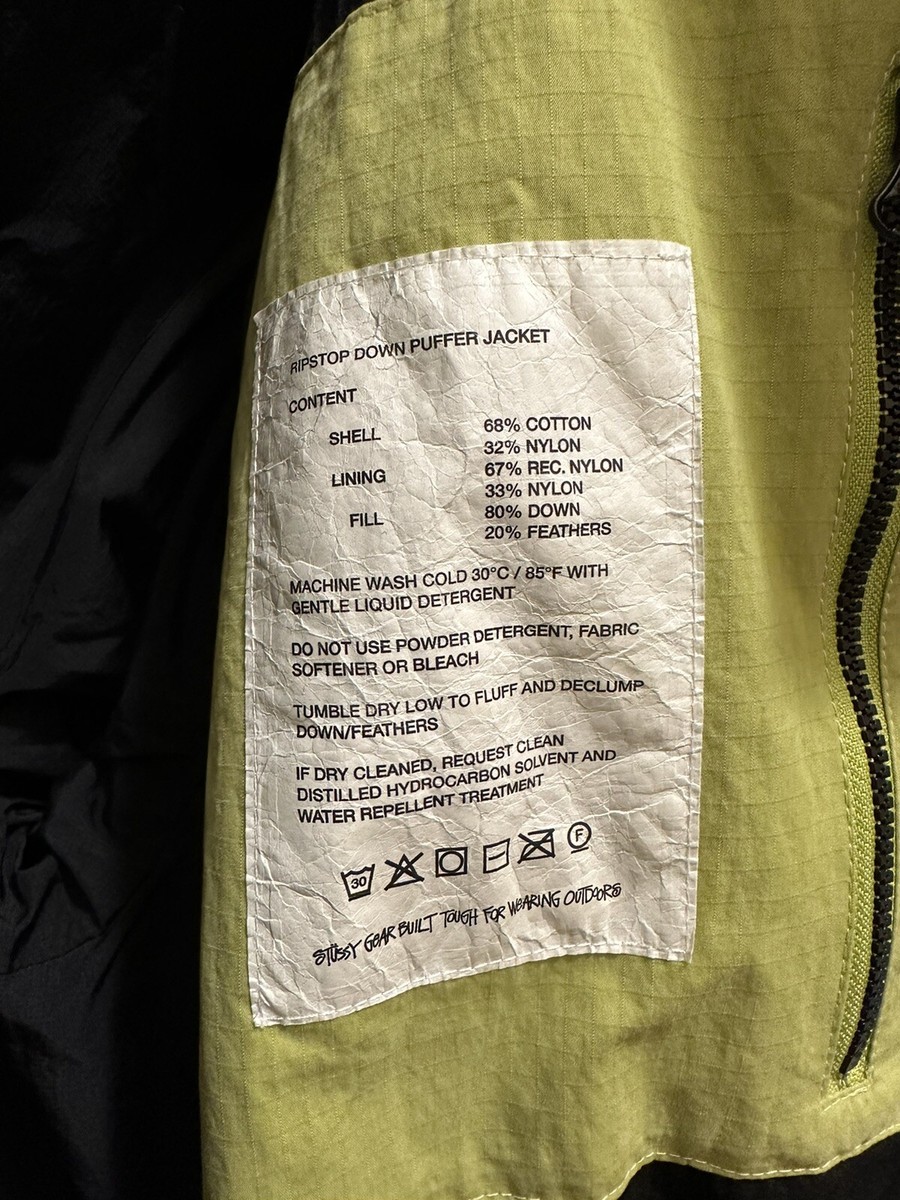 RIPSTOP DOWN PUFFER JACKET
CONTENT
SHELL 68% COTTON
32% NYLON
LINING 67% REC. NYLON
33% NYLON
FILL 80% DOWN
20% FEATHERS
MACHINE WASH COLD 30°C / 85°F WITH
GENTLE LIQUID DETERGENT
DO NOT USE POWDER DETERGENT, FABRIC
SOFTENER OR BLEACH
TUMBLE DRY LOW TO FLUFF AND DECLUMP
DOWN/FEATHERS
IF DRY CLEANED, REQUEST CLEAN
DISTILLED HYDROCARBON SOLVENT AND
WATER REPELLENT TREATMENT
30 F
STÜSSY GEAR BUILT TOUGH FOR WEARING OUTDOORS